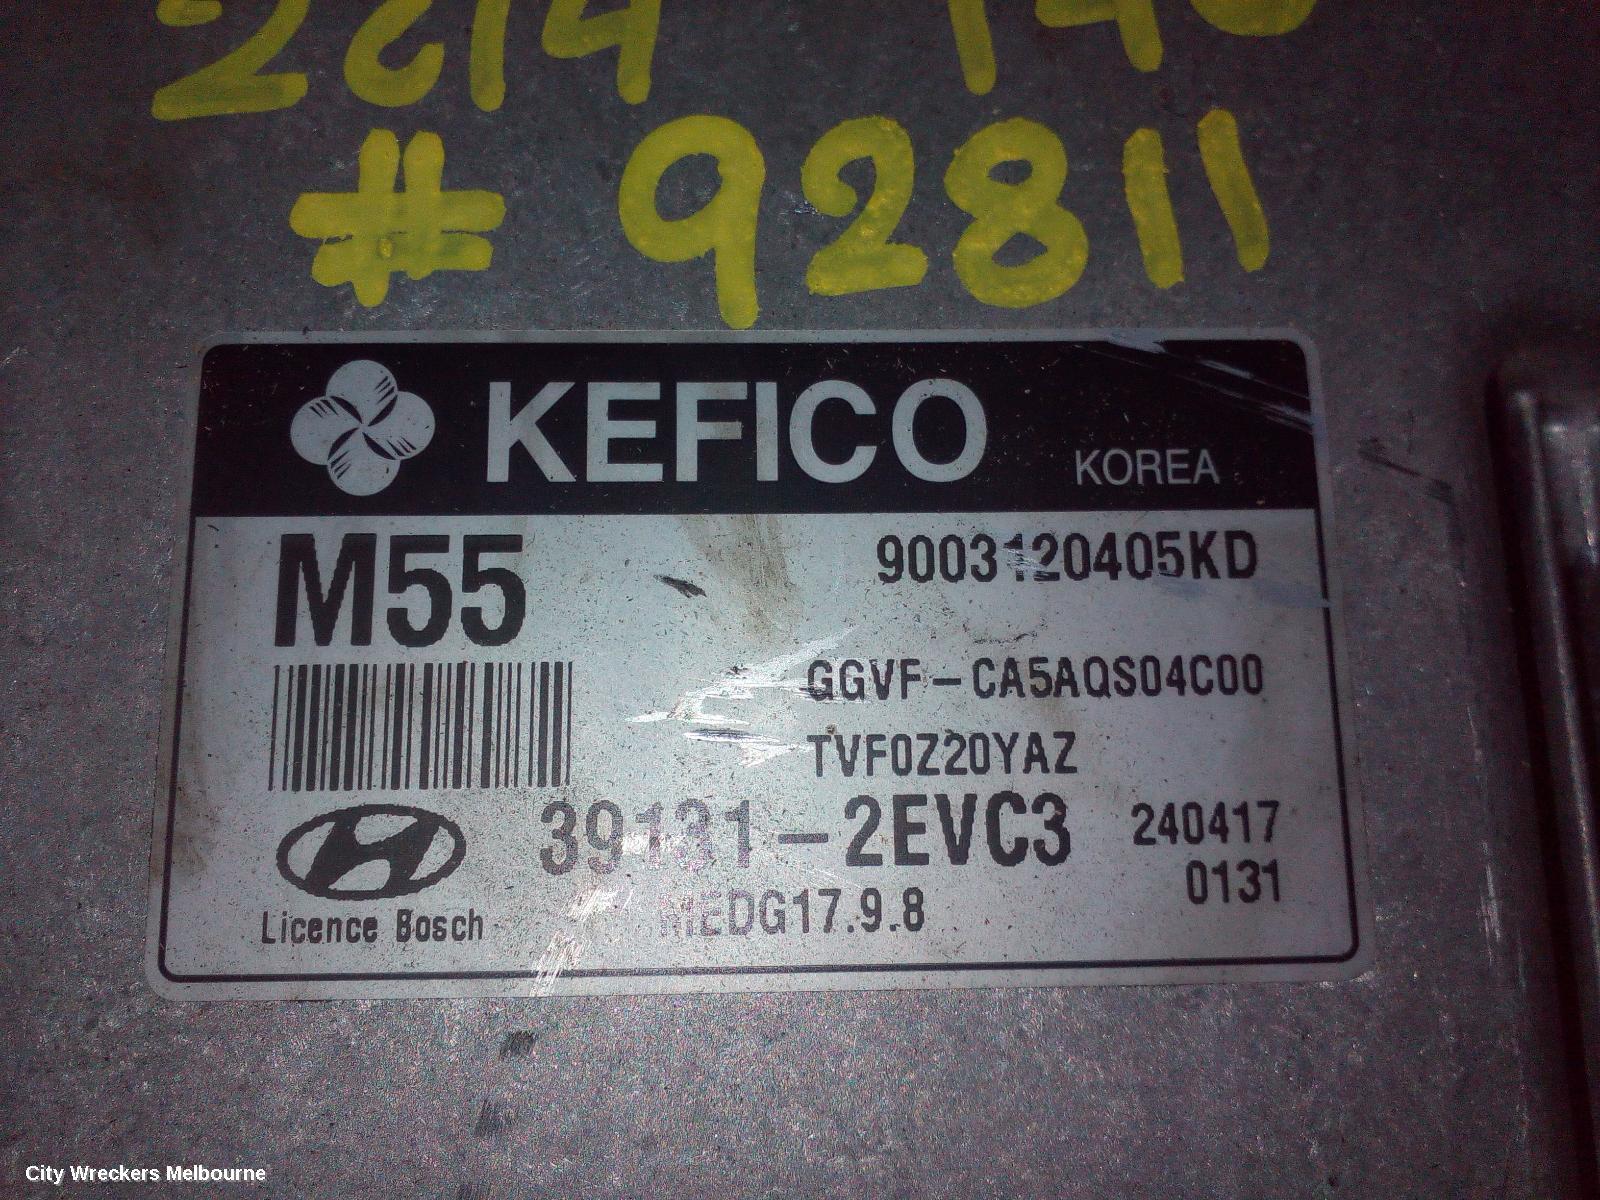 # 92811
KEFICO KOREA
M55 9003120405KD
GGVF-CA5AQS04C00
TVF0Z20YAZ
39131-2EVC3 240417
0131
Licence Bosch MEDG17.9.8
City Wreckers Melbourne